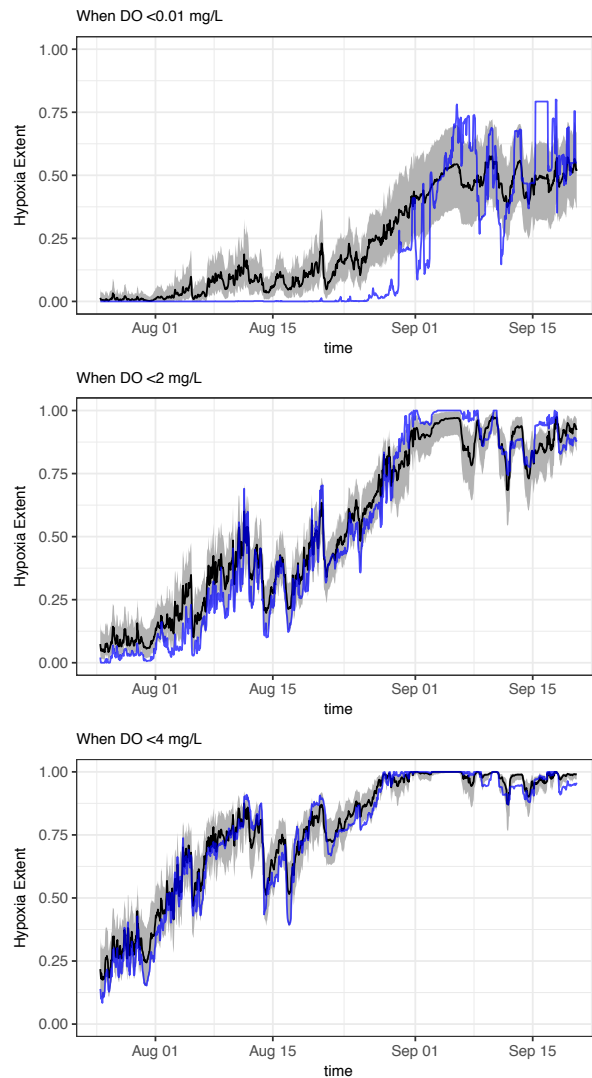 When DO <0.01 mg/L
1.00
0.75
0.50
0.25
0.00
Hypoxia Extent
Aug 01 Aug 15 Sep 01 Sep 15
time
When DO <2 mg/L
1.00
0.75
0.50
0.25
0.00
Hypoxia Extent
Aug 01 Aug 15 Sep 01 Sep 15
time
When DO <4 mg/L
1.00
0.75
0.50
0.25
0.00
Hypoxia Extent
Aug 01 Aug 15 Sep 01 Sep 15
time